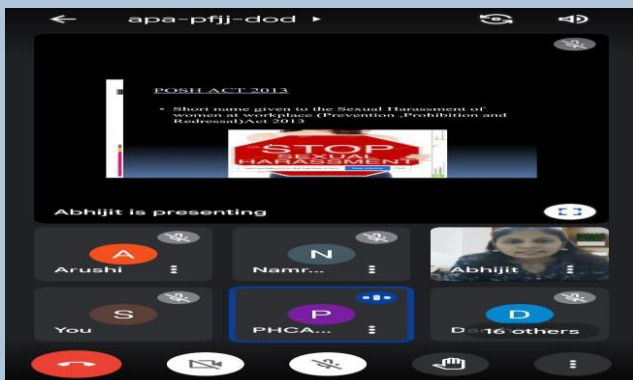 apa-pfjj-dod
POSH ACT 2013
• Short name given to the Sexual Harassment of
women at workplace (Prevention ,Prohibition and
Redressal)Act 2013
STOP
SEXUAL
HARASSMENT
Abhijit is presenting
A
N
Arushi
Namr...
Abhijit
S
P
D
You
PHCA...
16 others